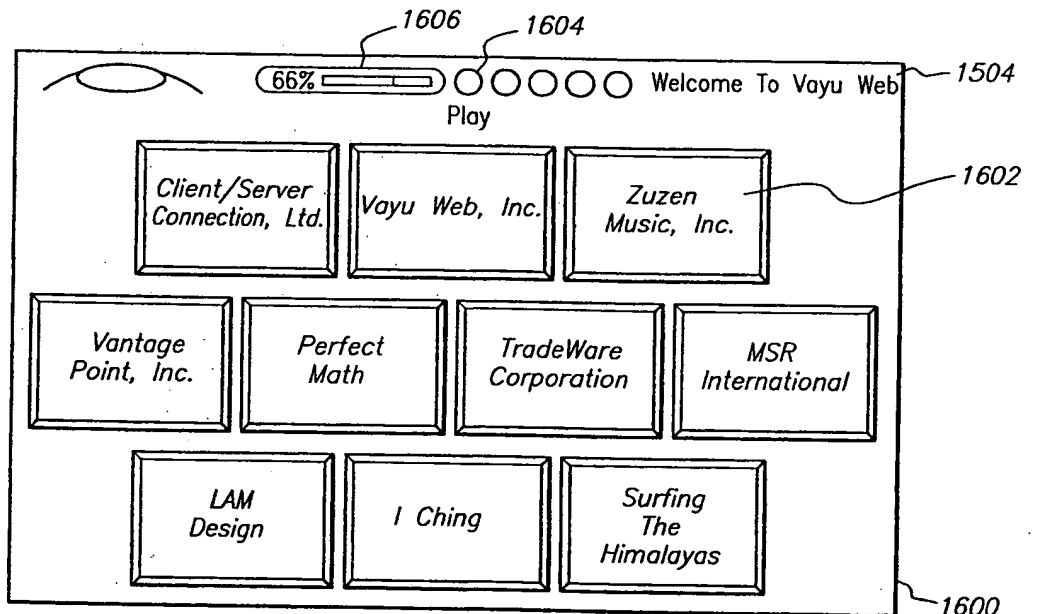 1606
1604
66%
Welcome To Vayu Web
1504
Play
Client/Server
Connection, Ltd.
Vayu Web, Inc.
Zuzen
Music, Inc.
1602
Vantage
Point, Inc.
Perfect
Math
TradeWare
Corporation
MSR
International
LAM
Design
I Ching
Surfing
The
Himalayas
1600